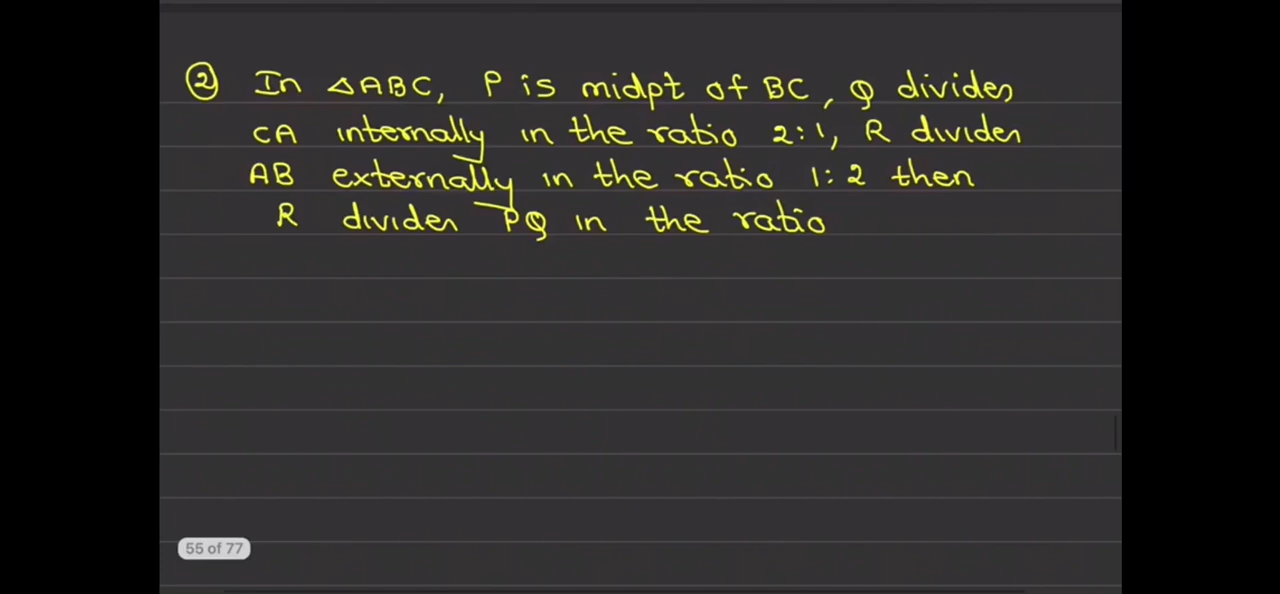 ② In △ABC, P is midpt of BC, Q divides
CA internally in the ratio 2:1, R divides
AB externally in the ratio 1:2 then
R divides PQ in the ratio
55 of 77